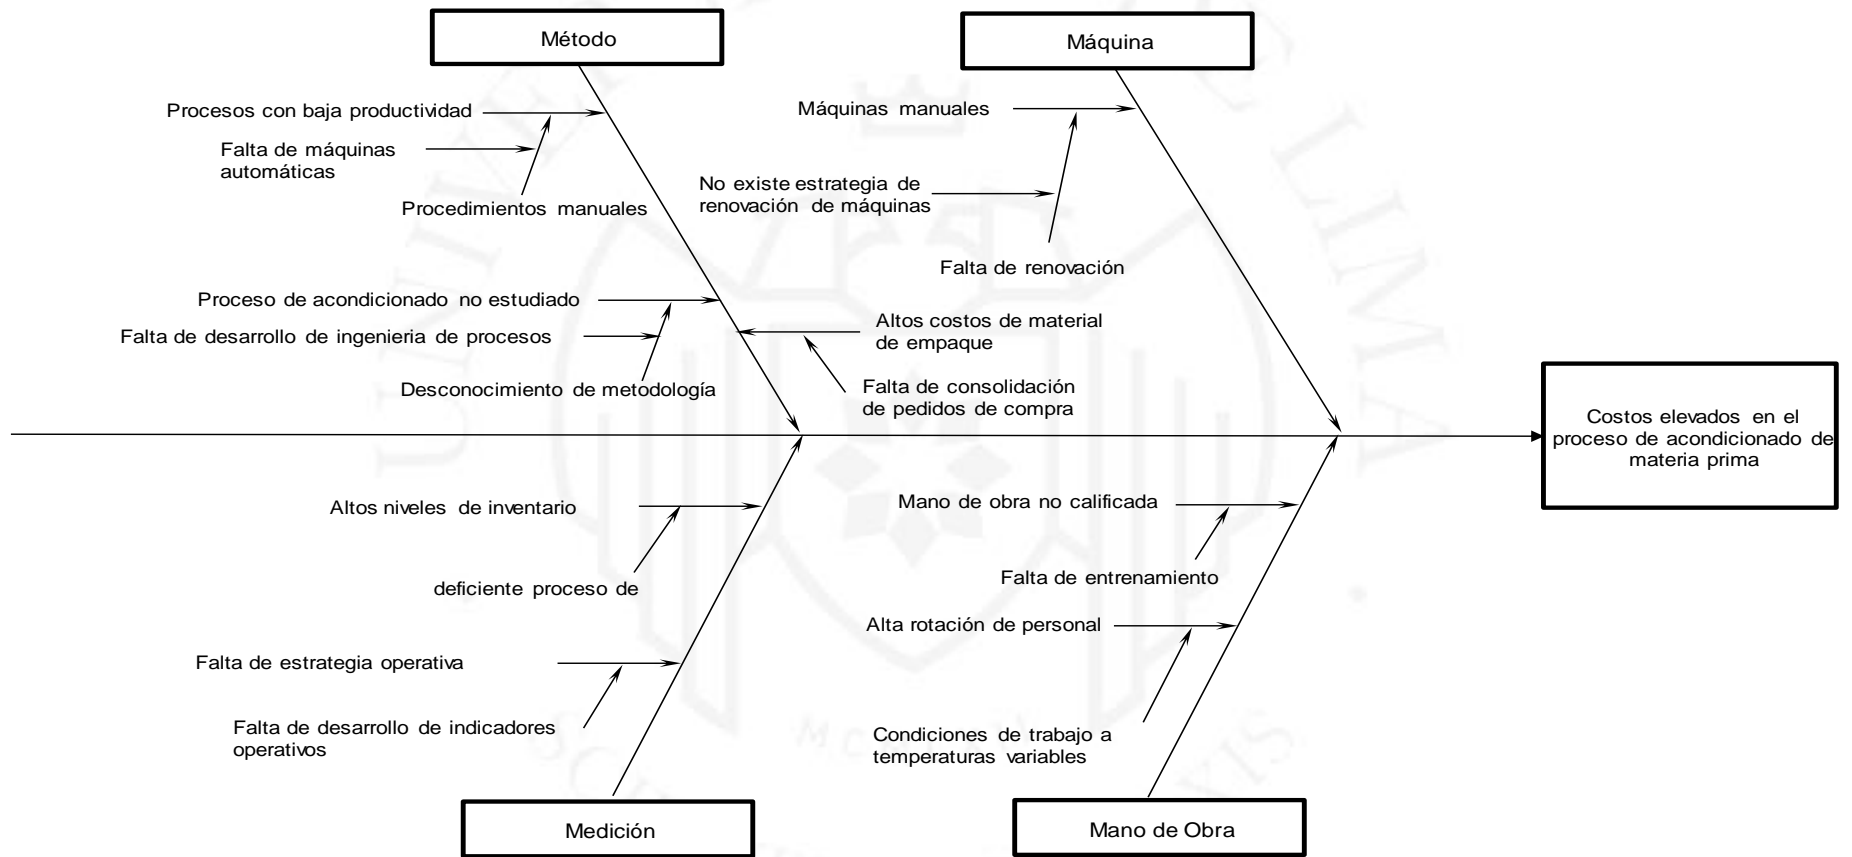 Método
Máquina
Procesos con baja productividad
Falta de máquinas
automáticas
Procedimientos manuales
Máquinas manuales
No existe estrategia de
renovación de máquinas
Falta de renovación
Proceso de acondicionado no estudiado
Falta de desarrollo de ingenieria de procesos
Desconocimiento de metodología
Altos costos de material
de empaque
Falta de consolidación
de pedidos de compra
Costos elevados en el
proceso de acondicionado de
materia prima
Altos niveles de inventario
deficiente proceso de
Falta de estrategia operativa
Falta de desarrollo de indicadores
operativos
Mano de obra no calificada
Falta de entrenamiento
Alta rotación de personal
Condiciones de trabajo a
temperaturas variables
Medición
Mano de Obra